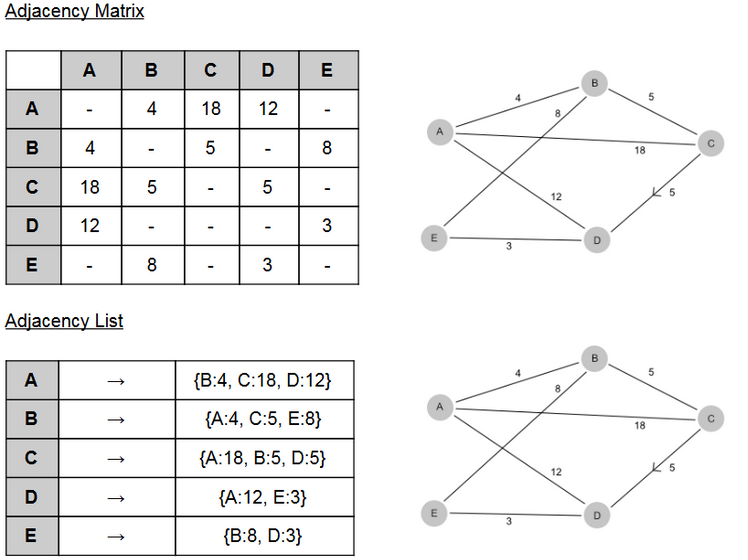 Adjacency Matrix
A B C D E
A - 4 18 12 -
B 4 - 5 - 8
C 18 5 - 5 -
D 12 - - - 3
E - 8 - 3 -
B
4
5
8
A
C
18
12
5
E
D
3
Adjacency List
A → {B:4, C:18, D:12}
B → {A:4, C:5, E:8}
C → {A:18, B:5, D:5}
D → {A:12, E:3}
E → {B:8, D:3}
B
4
5
8
A
C
18
12
5
E
D
3